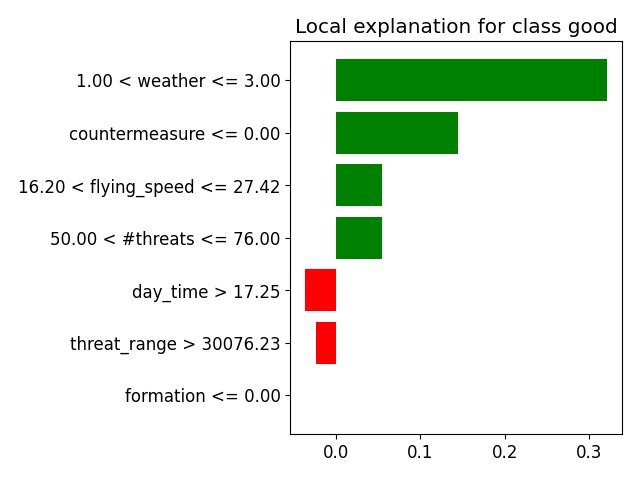 Local explanation for class good
1.00 < weather <= 3.00
countermeasure <= 0.00
16.20 < flying_speed <= 27.42
50.00 < #threats <= 76.00
day_time > 17.25
threat_range > 30076.23
formation <= 0.00
0.0 0.1 0.2 0.3